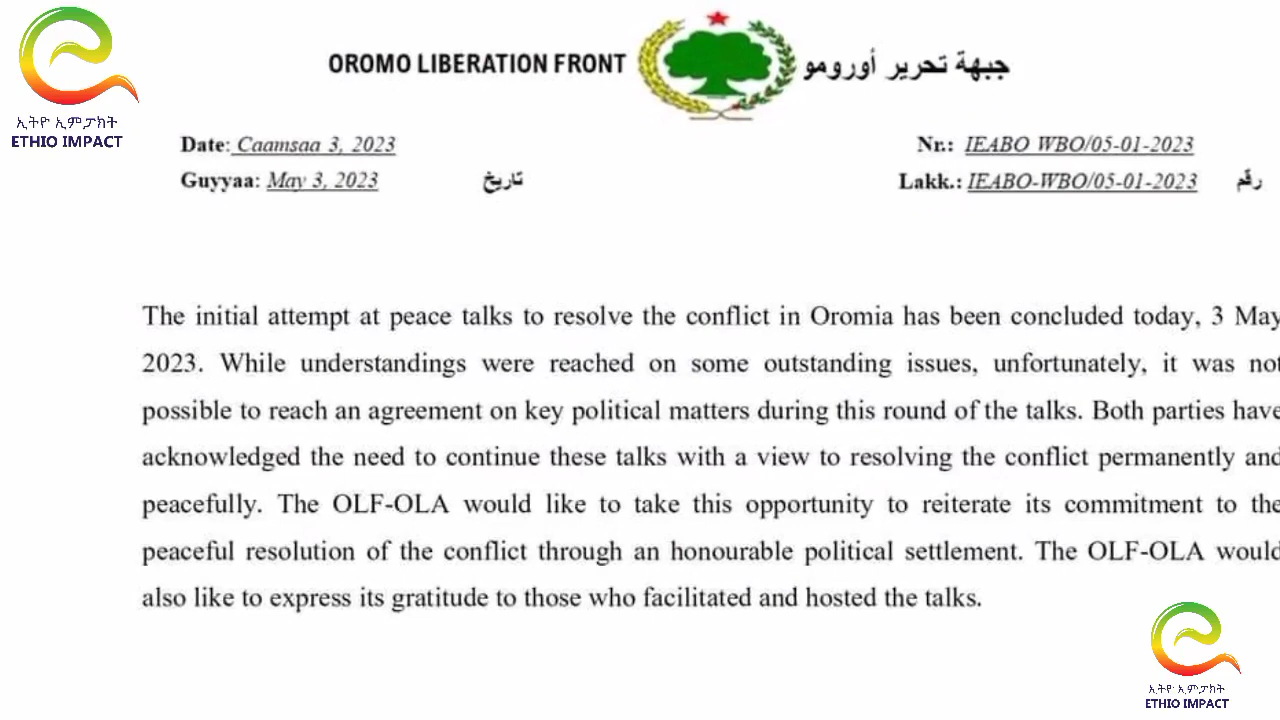 ኢትዮ ኢምፓክት
ETHIO IMPACT
OROMO LIBERATION FRONT
جبهة تحرير أورومو
Date: Caamsaa 3, 2023
Nr.: IEABO WBO/05-01-2023
Guyyaa: May 3, 2023 تاريخ
Lakk.: IEABO-WBO/05-01-2023 رقم
The initial attempt at peace talks to resolve the conflict in Oromia has been concluded today, 3 May
2023. While understandings were reached on some outstanding issues, unfortunately, it was not
possible to reach an agreement on key political matters during this round of the talks. Both parties have
acknowledged the need to continue these talks with a view to resolving the conflict permanently and
peacefully. The OLF-OLA would like to take this opportunity to reiterate its commitment to the
peaceful resolution of the conflict through an honourable political settlement. The OLF-OLA would
also like to express its gratitude to those who facilitated and hosted the talks.
ኢትዮ ኢምፓክት
ETHIO IMPACT